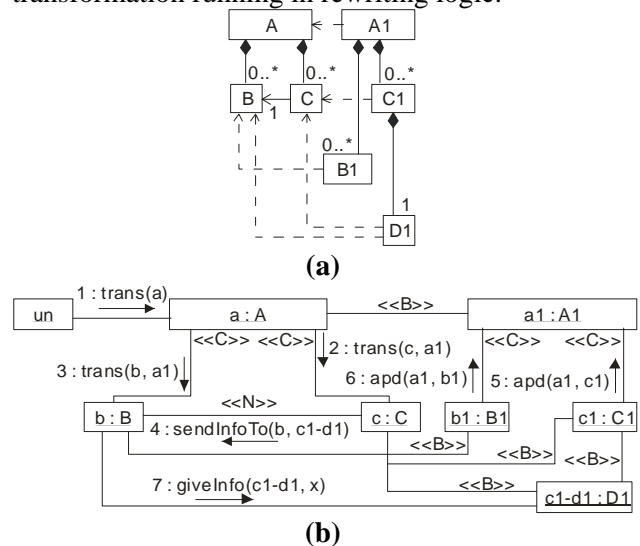 transformation running in rewriting logic.
A
A1
0..*
0..*
0..*
B
C
C1
1
0..*
B1
1
D1
(a)
1 : trans(a)
un
a : A
<<B>>
a1 : A1
<<C>>
<<C>>
2 : trans(c, a1)
<<C>>
<<C>>
3 : trans(b, a1)
6 : apd(a1, b1)
5 : apd(a1, c1)
<<N>>
b : B
c : C
b1 : B1
c1 : C1
4 : sendInfoTo(b, c1-d1)
<<B>>
<<B>>
<<B>>
<<B>>
7 : giveInfo(c1-d1, x)
c1-d1 : D1
(b)